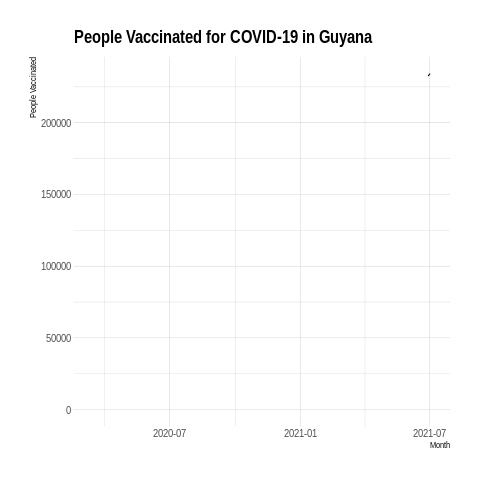 People Vaccinated for COVID-19 in Guyana
People Vaccinated
200000
150000
100000
50000
0
2020-07 2021-01 2021-07
Month